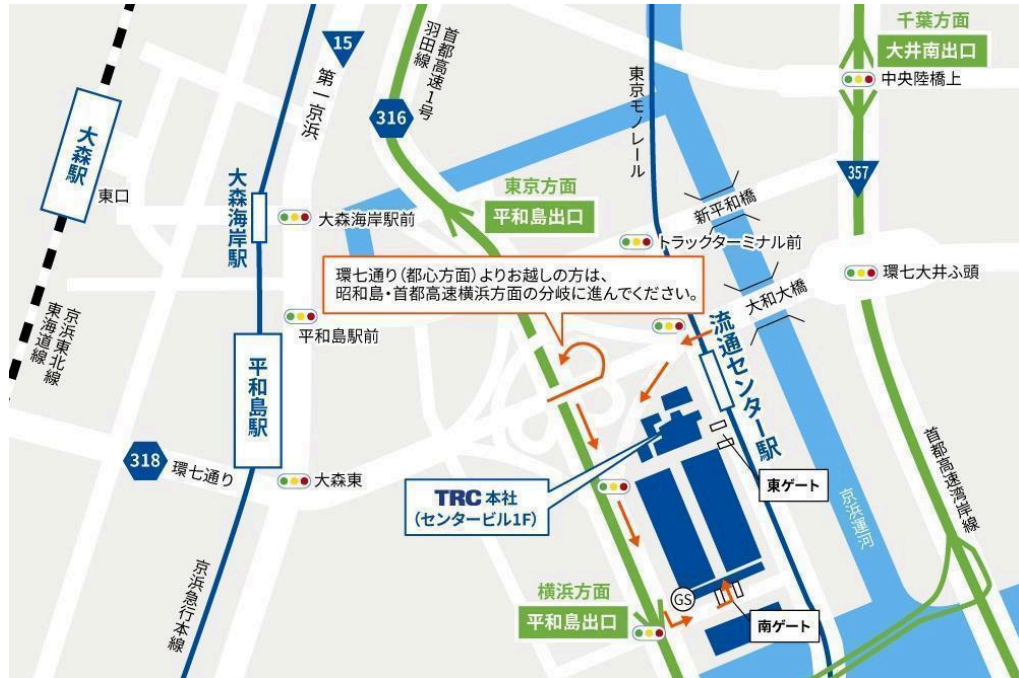 千葉方面
大井南出口
中央陸橋上
15
第一京浜
首都高速1号
羽田線
316
東京モノレール
357
大森駅
東口
大森海岸駅
大森海岸駅前
東京方面
平和島出口
新平和橋
トラックターミナル前
環七大井ふ頭
環七通り(都心方面)よりお越しの方は、
昭和島・首都高速横浜方面の分岐に進んでください。
大和大橋
平和島駅前
京浜東北線
東海道線
平和島駅
流通センター駅
318
環七通り
大森東
TRC 本社
(センタービル1F)
東ゲート
京浜運河
首都高速湾岸線
京浜急行本線
横浜方面
平和島出口
GS
南ゲート